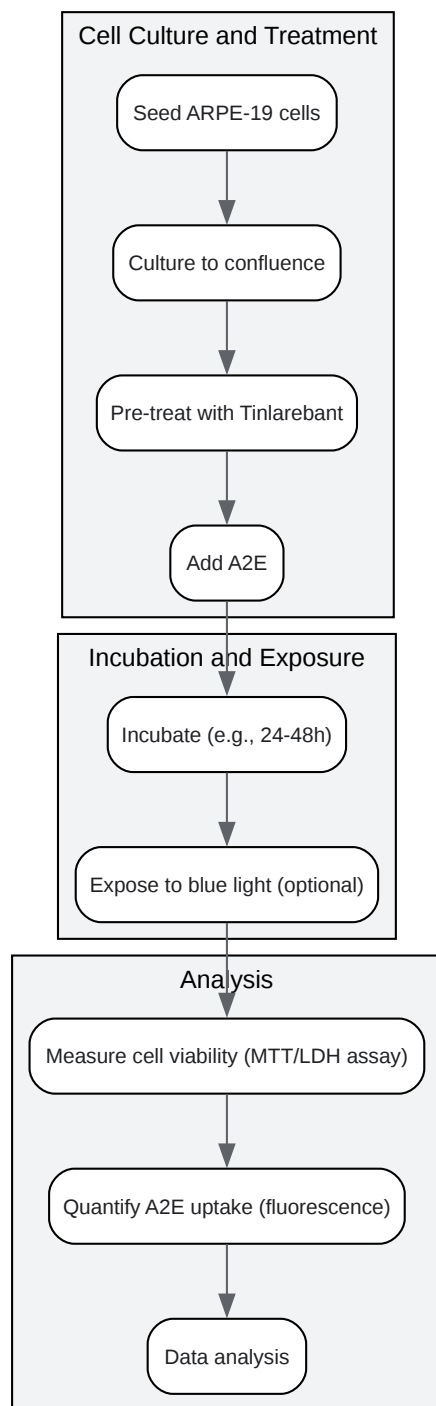 Cell Culture and Treatment
Seed ARPE-19 cells
Culture to confluence
Pre-treat with Tinlarebant
Add A2E
Incubation and Exposure
Incubate (e.g., 24-48h)
Expose to blue light (optional)
Analysis
Measure cell viability (MTT/LDH assay)
Quantify A2E uptake (fluorescence)
Data analysis